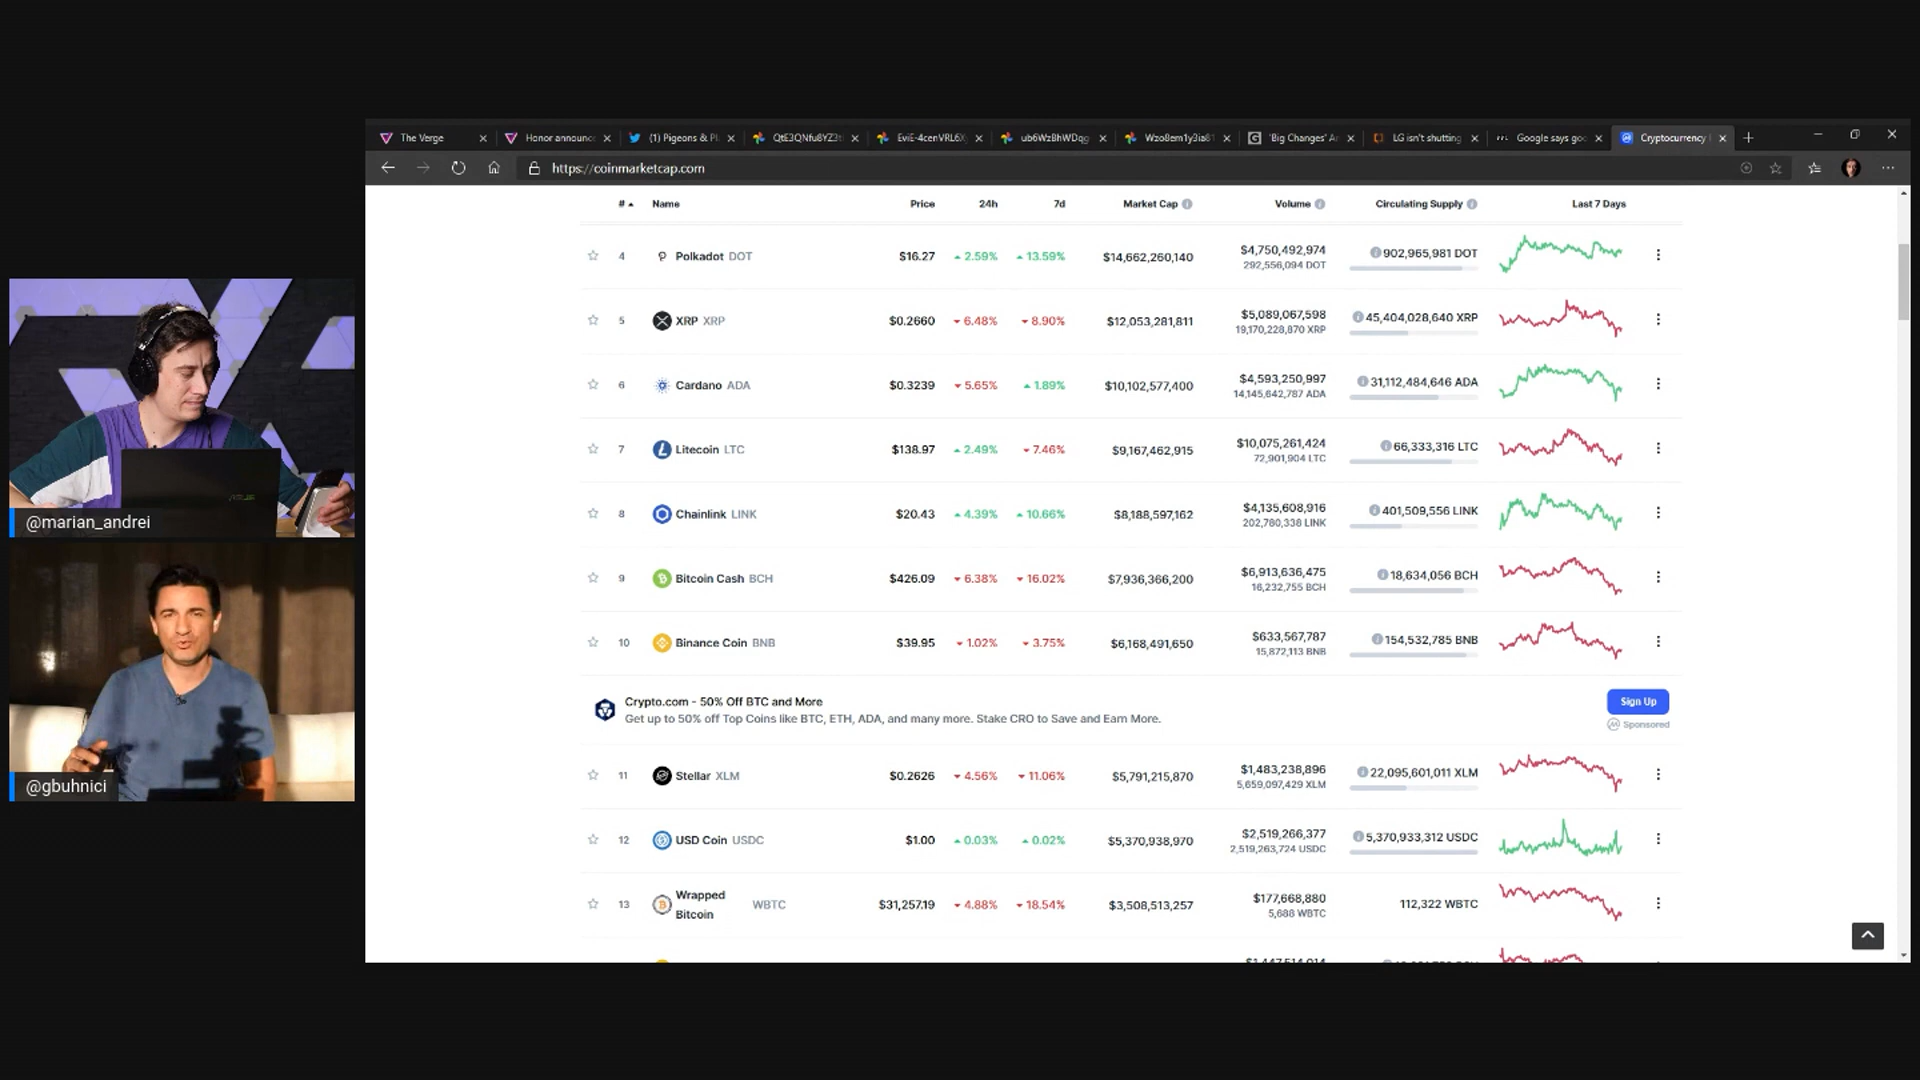 The Verge
Honor announc
(1) Pigeons & Pl
QtE3QNfu8YZ3t
EviE-4cenVRL6X
ub6WzBhWDqg
Wzo8em1y3ia81
'Big Changes' Ar
LG isn't shutting
Google says goo
Cryptocurrency
https://coinmarketcap.com
# Name Price 24h 7d Market Cap Volume Circulating Supply Last 7 Days
4 Polkadot DOT $16.27 2.59% 13.59% $14,662,260,140 $4,750,492,974 902,965,981 DOT
292,556,094 DOT
5 XRP XRP $0.2660 6.48% 8.90% $12,053,281,811 $5,089,067,598 45,404,028,640 XRP
19,170,228,870 XRP
6 Cardano ADA $0.3239 5.65% 1.89% $10,102,577,400 $4,593,250,997 31,112,484,646 ADA
14,145,642,787 ADA
7 Litecoin LTC $138.97 2.49% 7.46% $9,167,462,915 $10,075,261,424 66,333,316 LTC
72,901,904 LTC
8 Chainlink LINK $20.43 4.39% 10.66% $8,188,597,162 $4,135,608,916 401,509,556 LINK
202,780,338 LINK
9 Bitcoin Cash BCH $426.09 6.38% 16.02% $7,936,366,200 $6,913,636,475 18,634,056 BCH
16,232,755 BCH
10 Binance Coin BNB $39.95 1.02% 3.75% $6,168,491,650 $633,567,787 154,532,785 BNB
15,872,113 BNB
Crypto.com - 50% Off BTC and More
Get up to 50% off Top Coins like BTC, ETH, ADA, and many more. Stake CRO to Save and Earn More.
Sign Up
Sponsored
11 Stellar XLM $0.2626 4.56% 11.06% $5,791,215,870 $1,483,238,896 22,095,601,011 XLM
5,659,097,429 XLM
12 USD Coin USDC $1.00 0.03% 0.02% $5,370,938,970 $2,519,266,377 5,370,933,312 USDC
2,519,263,724 USDC
13 Wrapped Bitcoin WBTC $31,257.19 4.88% 18.54% $3,508,513,257 $177,668,880 112,322 WBTC
5,688 WBTC
@marian_andrei
@gbuhnici